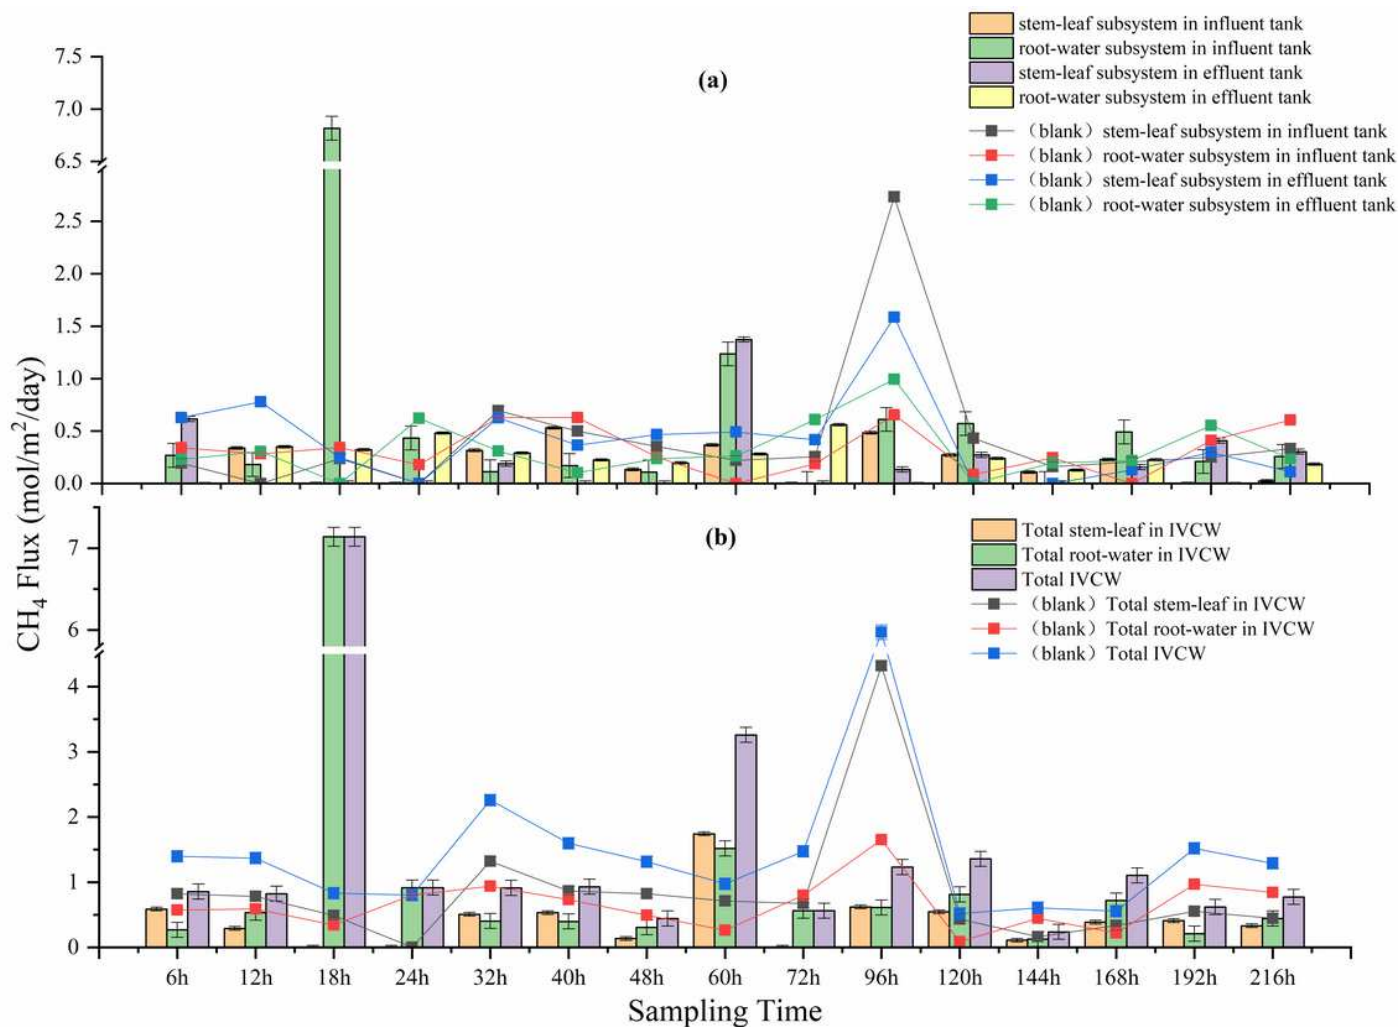 stem-leaf subsystem in influent tank
root-water subsystem in influent tank
stem-leaf subsystem in effluent tank
root-water subsystem in effluent tank
（blank）stem-leaf subsystem in influent tank
（blank）root-water subsystem in influent tank
（blank）stem-leaf subsystem in effluent tank
（blank）root-water subsystem in effluent tank
(a)
7.5
7.0
6.5
2.5
2.0
1.5
1.0
0.5
0.0
CH₄ Flux (mol/m²/day)
(b)
Total stem-leaf in IVCW
Total root-water in IVCW
Total IVCW
（blank）Total stem-leaf in IVCW
（blank）Total root-water in IVCW
（blank）Total IVCW
7
6
4
3
2
1
0
6h 12h 18h 24h 32h 40h 48h 60h 72h 96h 120h 144h 168h 192h 216h
Sampling Time